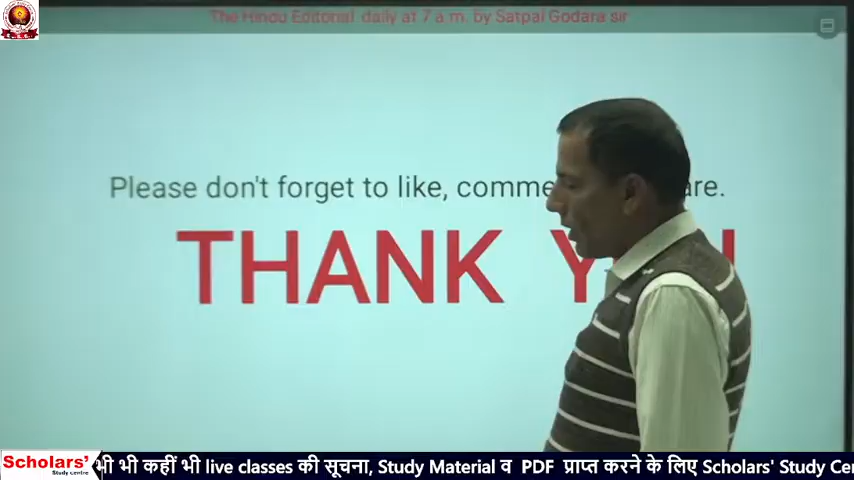 The Hindu Editorial daily at 7 a m. by Satpal Godara sir
Please don't forget to like, comme are.
THANK Y U
Scholars'
Study Centre
भी भी कहीं भी live classes की सूचना, Study Material व PDF प्राप्त करने के लिए Scholars' Study Cer